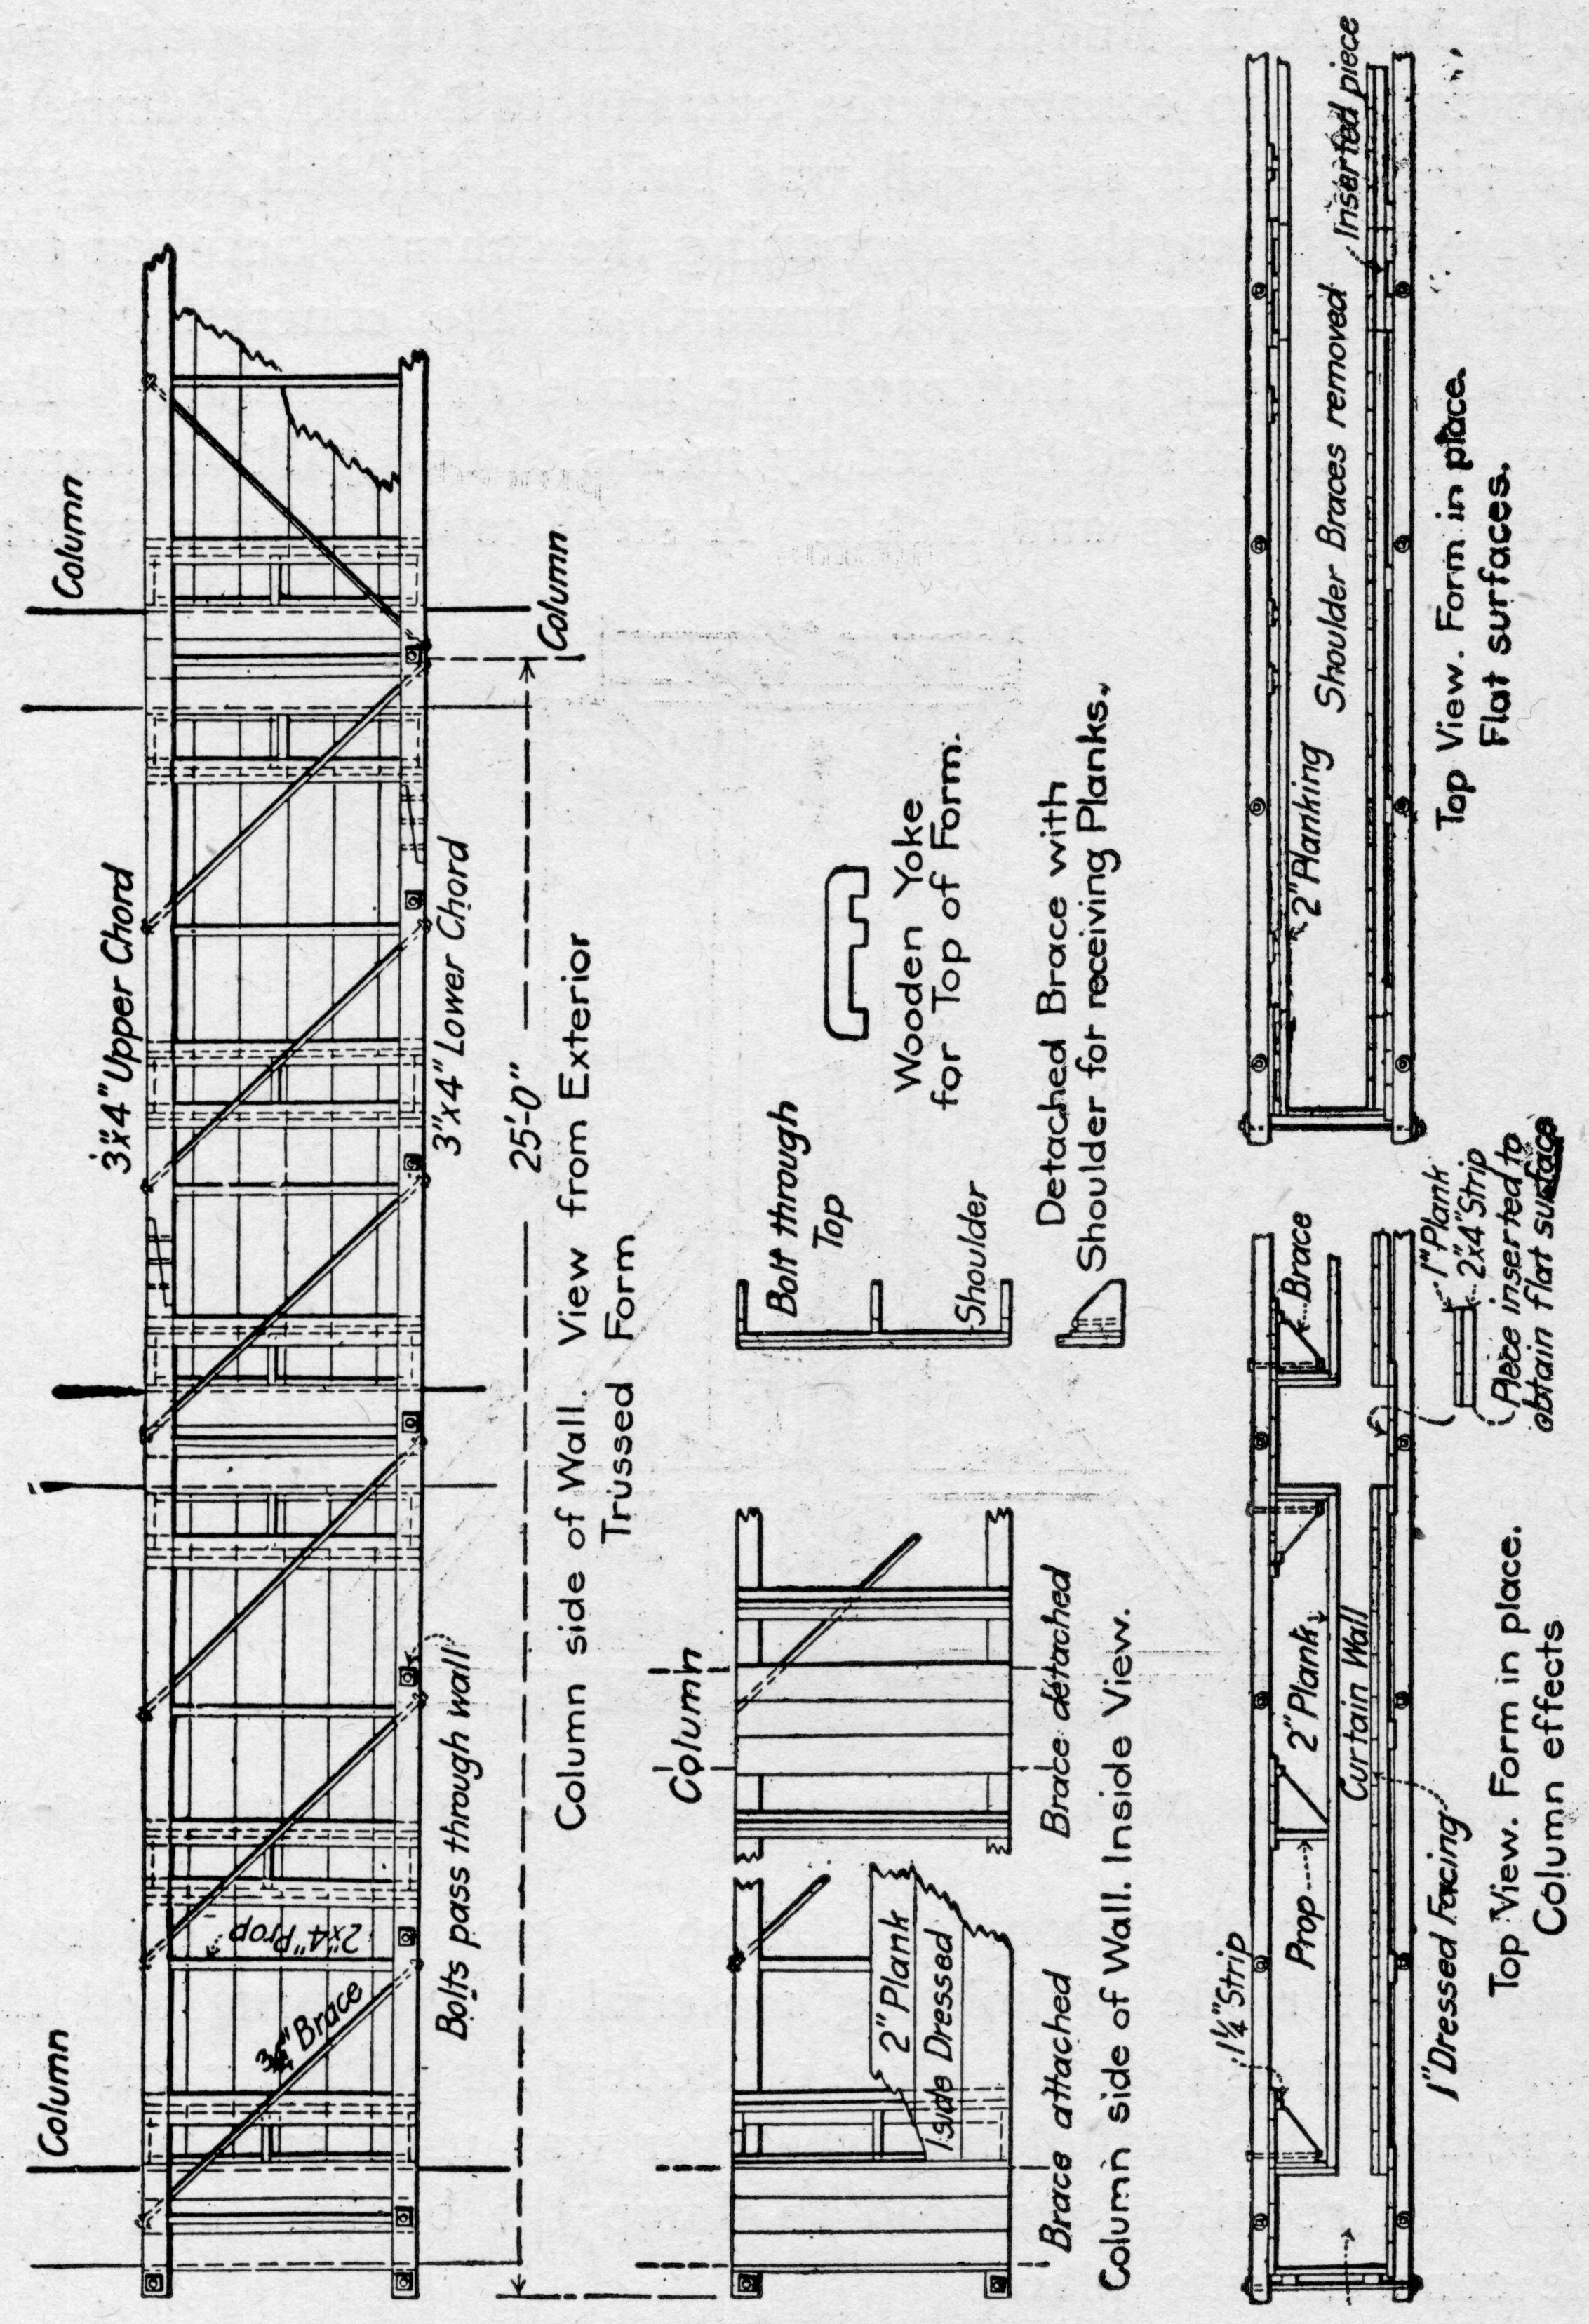 Column
Column
3"x4" Upper Chord
2"x4" Prop
Brace
Bolts pass through wall
3"x4" Lower Chord
Column
25'-0"
Column side of Wall. View from Exterior
Trussed Form
Column
2" Plank
1 side Dressed
Brace attached
Brace detached
Column side of Wall. Inside View.
Bolt through
Top
Shoulder
Wooden Yoke
for Top of Form.
Detached Brace with
Shoulder for receiving Planks.
1¼" Strip
Prop
2" Plank
Brace
Curtain Wall
1" Dressed Facing
1" Plank
2"x4" Strip
Piece inserted to
obtain flat surface
Top View. Form in place.
Column effects
2" Planking
Shoulder Braces removed
Inserted piece
Top View. Form in place.
Flat surfaces.